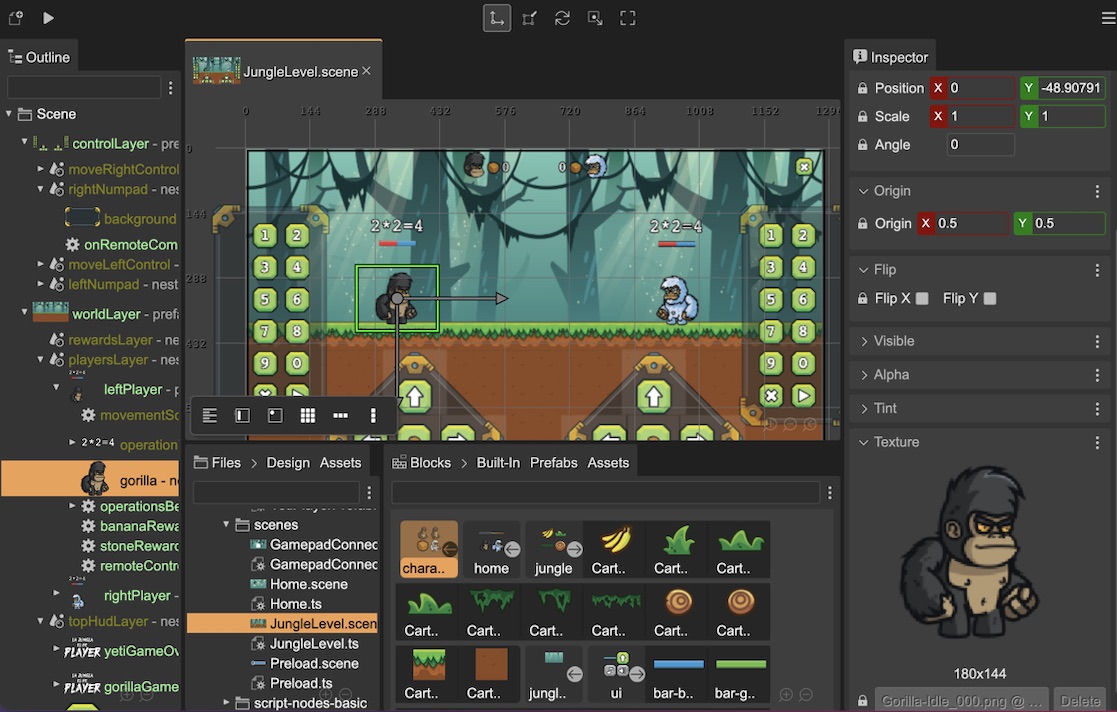 Outline
Scene
controlLayer - pre
moveRightControl
rightNumpad - nes
background
onRemoteCom
moveLeftControl -
leftNumpad - nest
worldLayer - prefa
rewardsLayer - nes
playersLayer - nes
leftPlayer - p
movementSc
2*2=4 operation
gorilla - ne
operationsBe
bananaRewa
stoneReward
remoteContr
rightPlayer -
topHudLayer - nes
PLAYER yetiGameOv
PLAYER gorillaGame
JungleLevel.scene
0 144 288 432 576 720 864 1008 1152 1296
0
144
288
432
0 0
2*2=4 2*2=4
1 2 1 2
3 4 3 4
5 6 5 6
7 8 7 8
9 0 9 0
Files > Design Assets
scenes
GamepadConnec
GamepadConnec
Home.scene
Home.ts
JungleLevel.scen
JungleLevel.ts
Preload.scene
Preload.ts
script-nodes-basic
Blocks > Built-In Prefabs Assets
chara.. home jungle Cart.. Cart.. Cart..
Cart.. Cart.. Cart.. Cart.. Cart.. Cart..
Cart.. Cart.. jungl.. ui bar-b.. bar-g..
Inspector
Position X 0 Y -48.90791
Scale X 1 Y 1
Angle 0
Origin
Origin X 0.5 Y 0.5
Flip
Flip X Flip Y
Visible
Alpha
Tint
Texture
180x144
Gorilla-Idle_000.png @ ... Delete